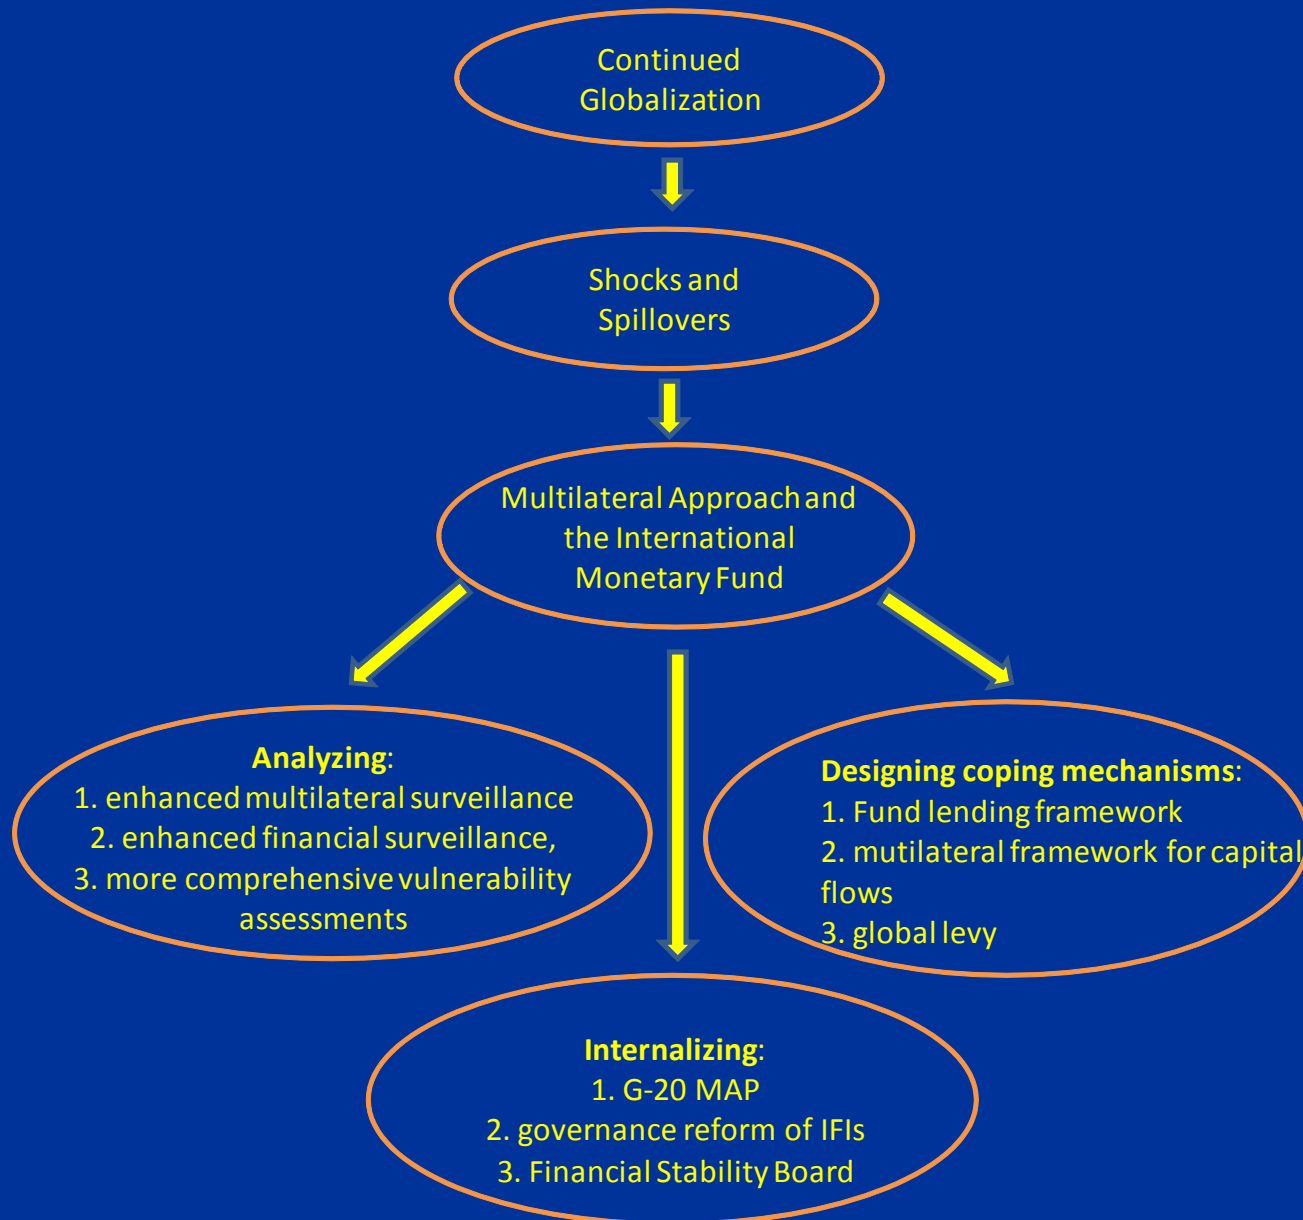 Continued
Globalization
Shocks and
Spillovers
Multilateral Approach and
the International
Monetary Fund
Analyzing:
1. enhanced multilateral surveillance
2. enhanced financial surveillance,
3. more comprehensive vulnerability
assessments
Designing coping mechanisms:
1. Fund lending framework
2. mutilateral framework for capital
flows
3. global levy
Internalizing:
1. G-20 MAP
2. governance reform of IFIs
3. Financial Stability Board